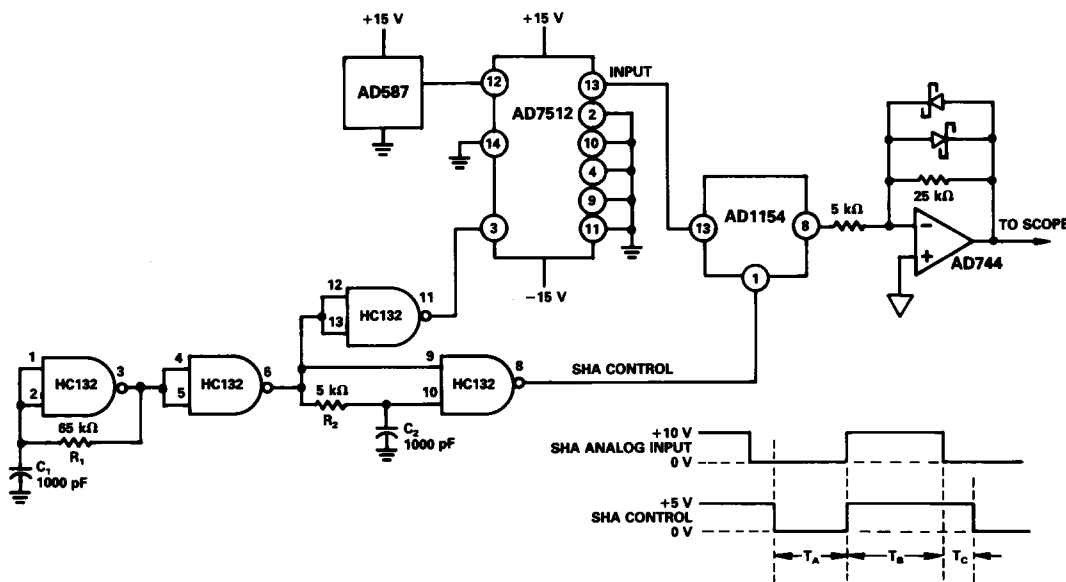 +15 V
+15 V
AD587
12
13
INPUT
AD7512
2
14
10
4
9
3
11
−15 V
13
AD1154
8
1
5 kΩ
25 kΩ
−
+
AD744
TO SCOPE
12
13
HC132
11
1
2
HC132
3
4
5
HC132
6
9
10
HC132
8
SHA CONTROL
65 kΩ
R1
C1
1000 pF
5 kΩ
R2
C2
1000 pF
+10 V
SHA ANALOG INPUT
0 V
+5 V
SHA CONTROL
0 V
TA
TB
TC